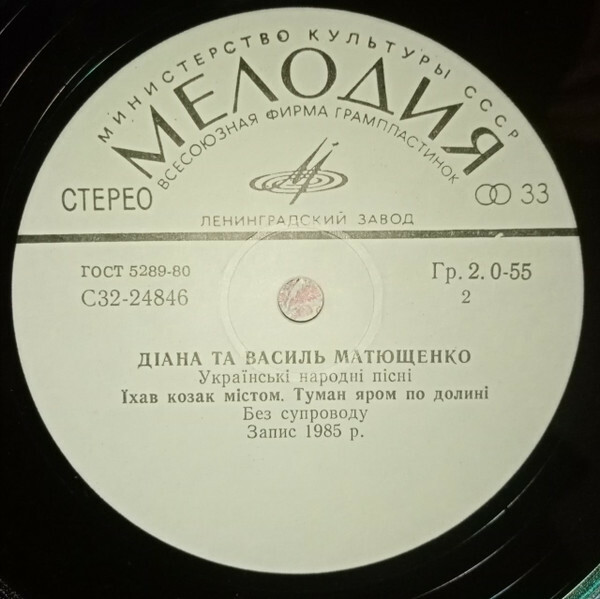 МИНИСТЕРСТВО КУЛЬТУРЫ СССР
МЕЛОДИЯ
ВСЕСОЮЗНАЯ ФИРМА ГРАМПЛАСТИНОК
СТЕРЕО
33
ЛЕНИНГРАДСКИЙ ЗАВОД
ГОСТ 5289-80
Гр. 2. 0-55
С32-24846
2
ДІАНА ТА ВАСИЛЬ МАТЮЩЕНКО
Українські народні пісні
Їхав козак містом. Туман яром по долині
Без супроводу
Запис 1985 р.